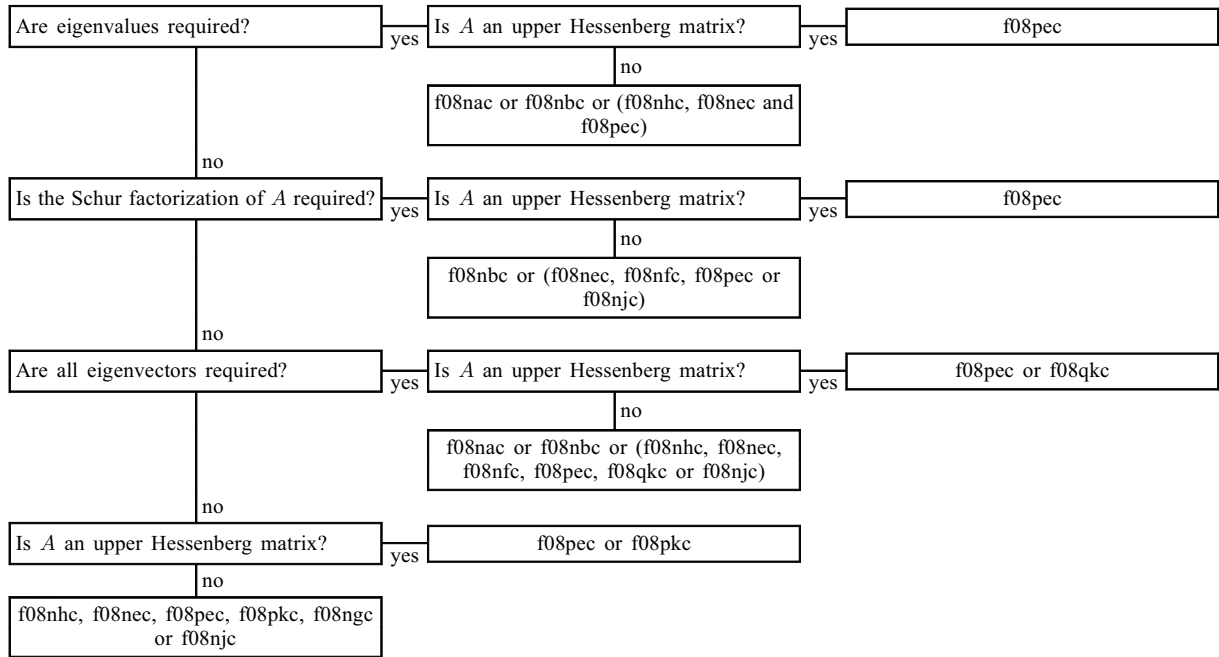 Are eigenvalues required?
yes
Is A an upper Hessenberg matrix?
yes
f08pec
no
f08nac or f08nbc or (f08nhc, f08nec and
f08pec)
no
Is the Schur factorization of A required?
yes
Is A an upper Hessenberg matrix?
yes
f08pec
no
f08nbc or (f08nec, f08nfc, f08pec or
f08njc)
no
Are all eigenvectors required?
yes
Is A an upper Hessenberg matrix?
yes
f08pec or f08qkc
no
f08nac or f08nbc or (f08nhc, f08nec,
f08nfc, f08pec, f08qkc or f08njc)
no
Is A an upper Hessenberg matrix?
yes
f08pec or f08pkc
no
f08nhc, f08nec, f08pec, f08pkc, f08ngc
or f08njc